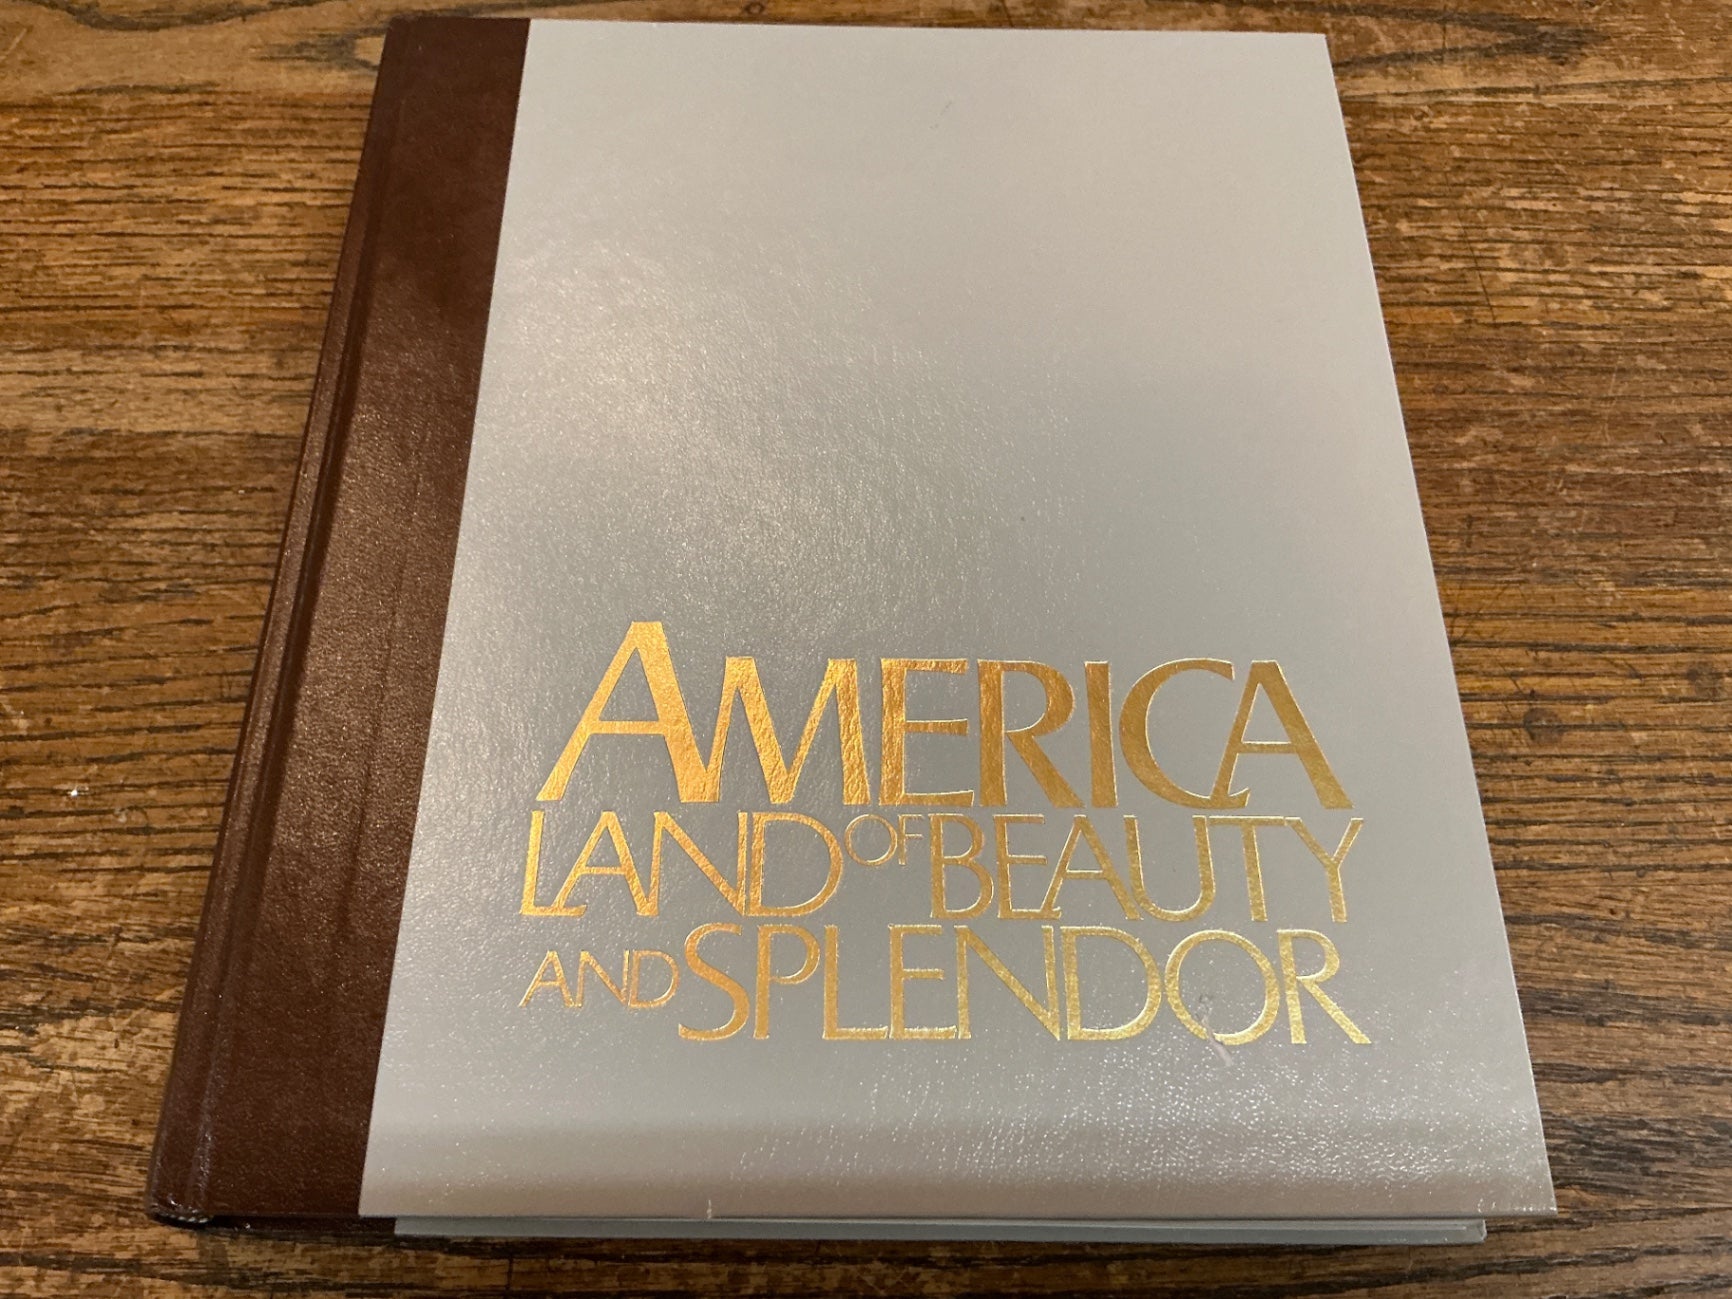 AMERICA
LAND OF BEAUTY
AND SPLENDOR